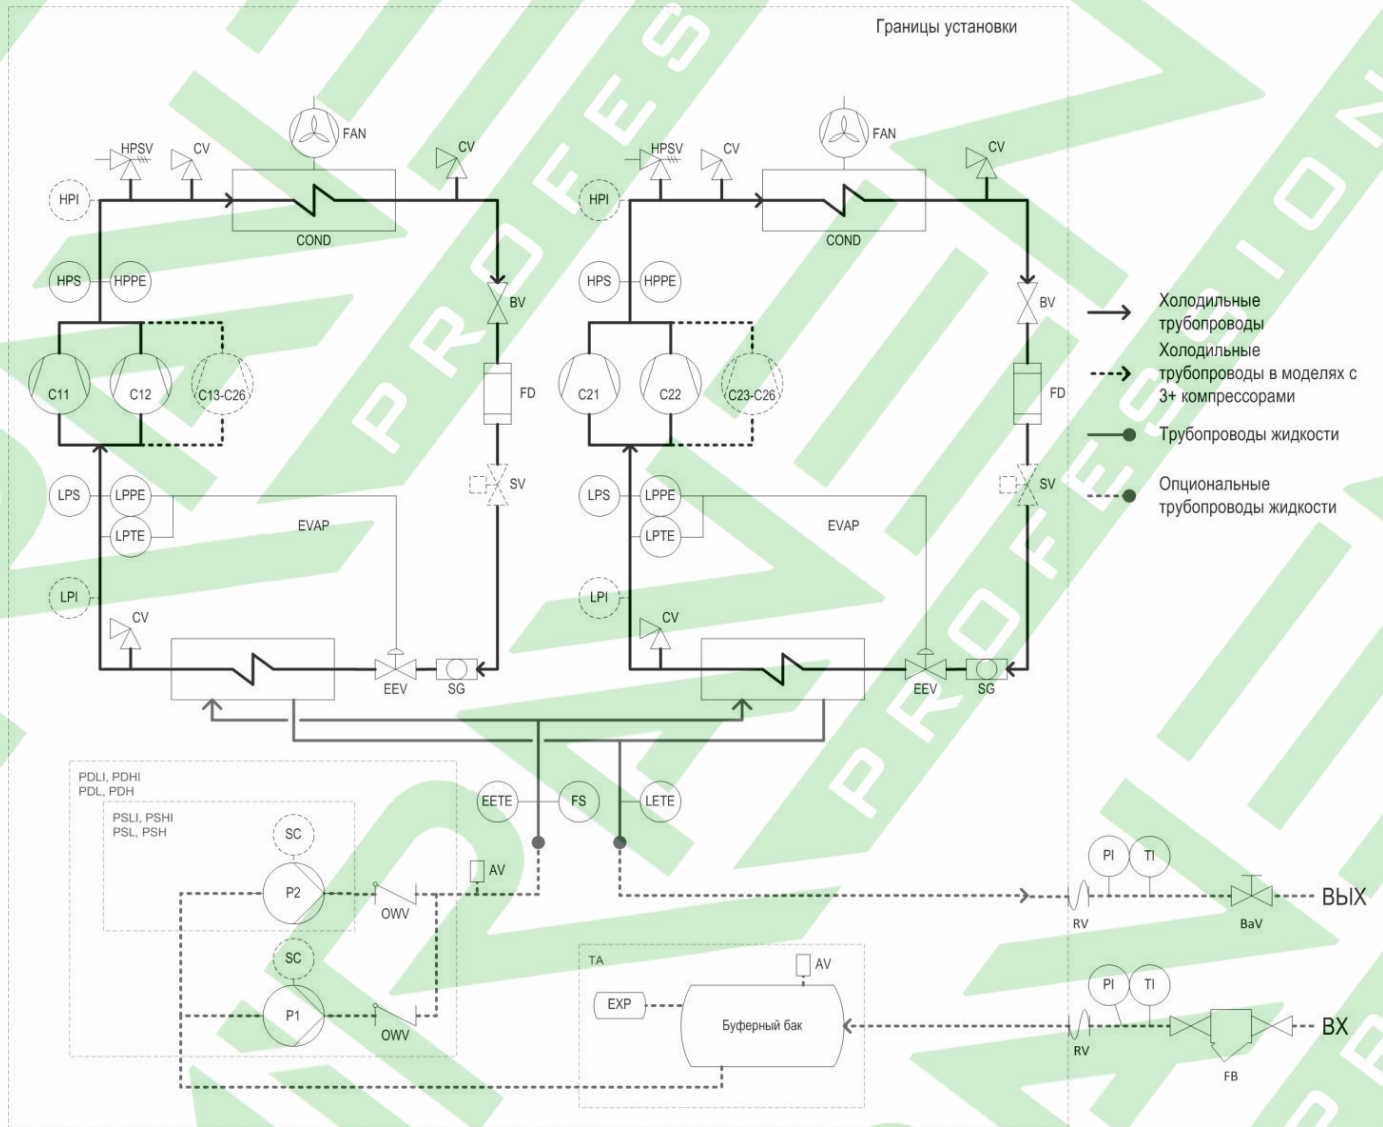 Границы установки
FAN
FAN
HPSV
CV
CV
HPSV
CV
CV
HPI
HPI
COND
COND
HPS
HPPE
BV
HPS
HPPE
BV
Холодильные
трубопроводы
Холодильные
трубопроводы в моделях с
3+ компрессорами
Трубопроводы жидкости
Опциональные
трубопроводы жидкости
C11
C12
C13-C26
FD
C21
C22
C23-C26
FD
LPS
LPPE
SV
LPS
LPPE
SV
EVAP
EVAP
LPTE
LPTE
LPI
LPI
CV
CV
EEV
SG
EEV
SG
PDLI, PDHI
PDL, PDH
PSLI, PSHI
PSL, PSH
EETE
FS
LETE
SC
P2
OWV
AV
PI
TI
RV
BaV
ВЫХ
SC
P1
OWV
TA
AV
EXP
Буферный бак
PI
TI
RV
FB
ВХ
PROFESSION
PROFESSION